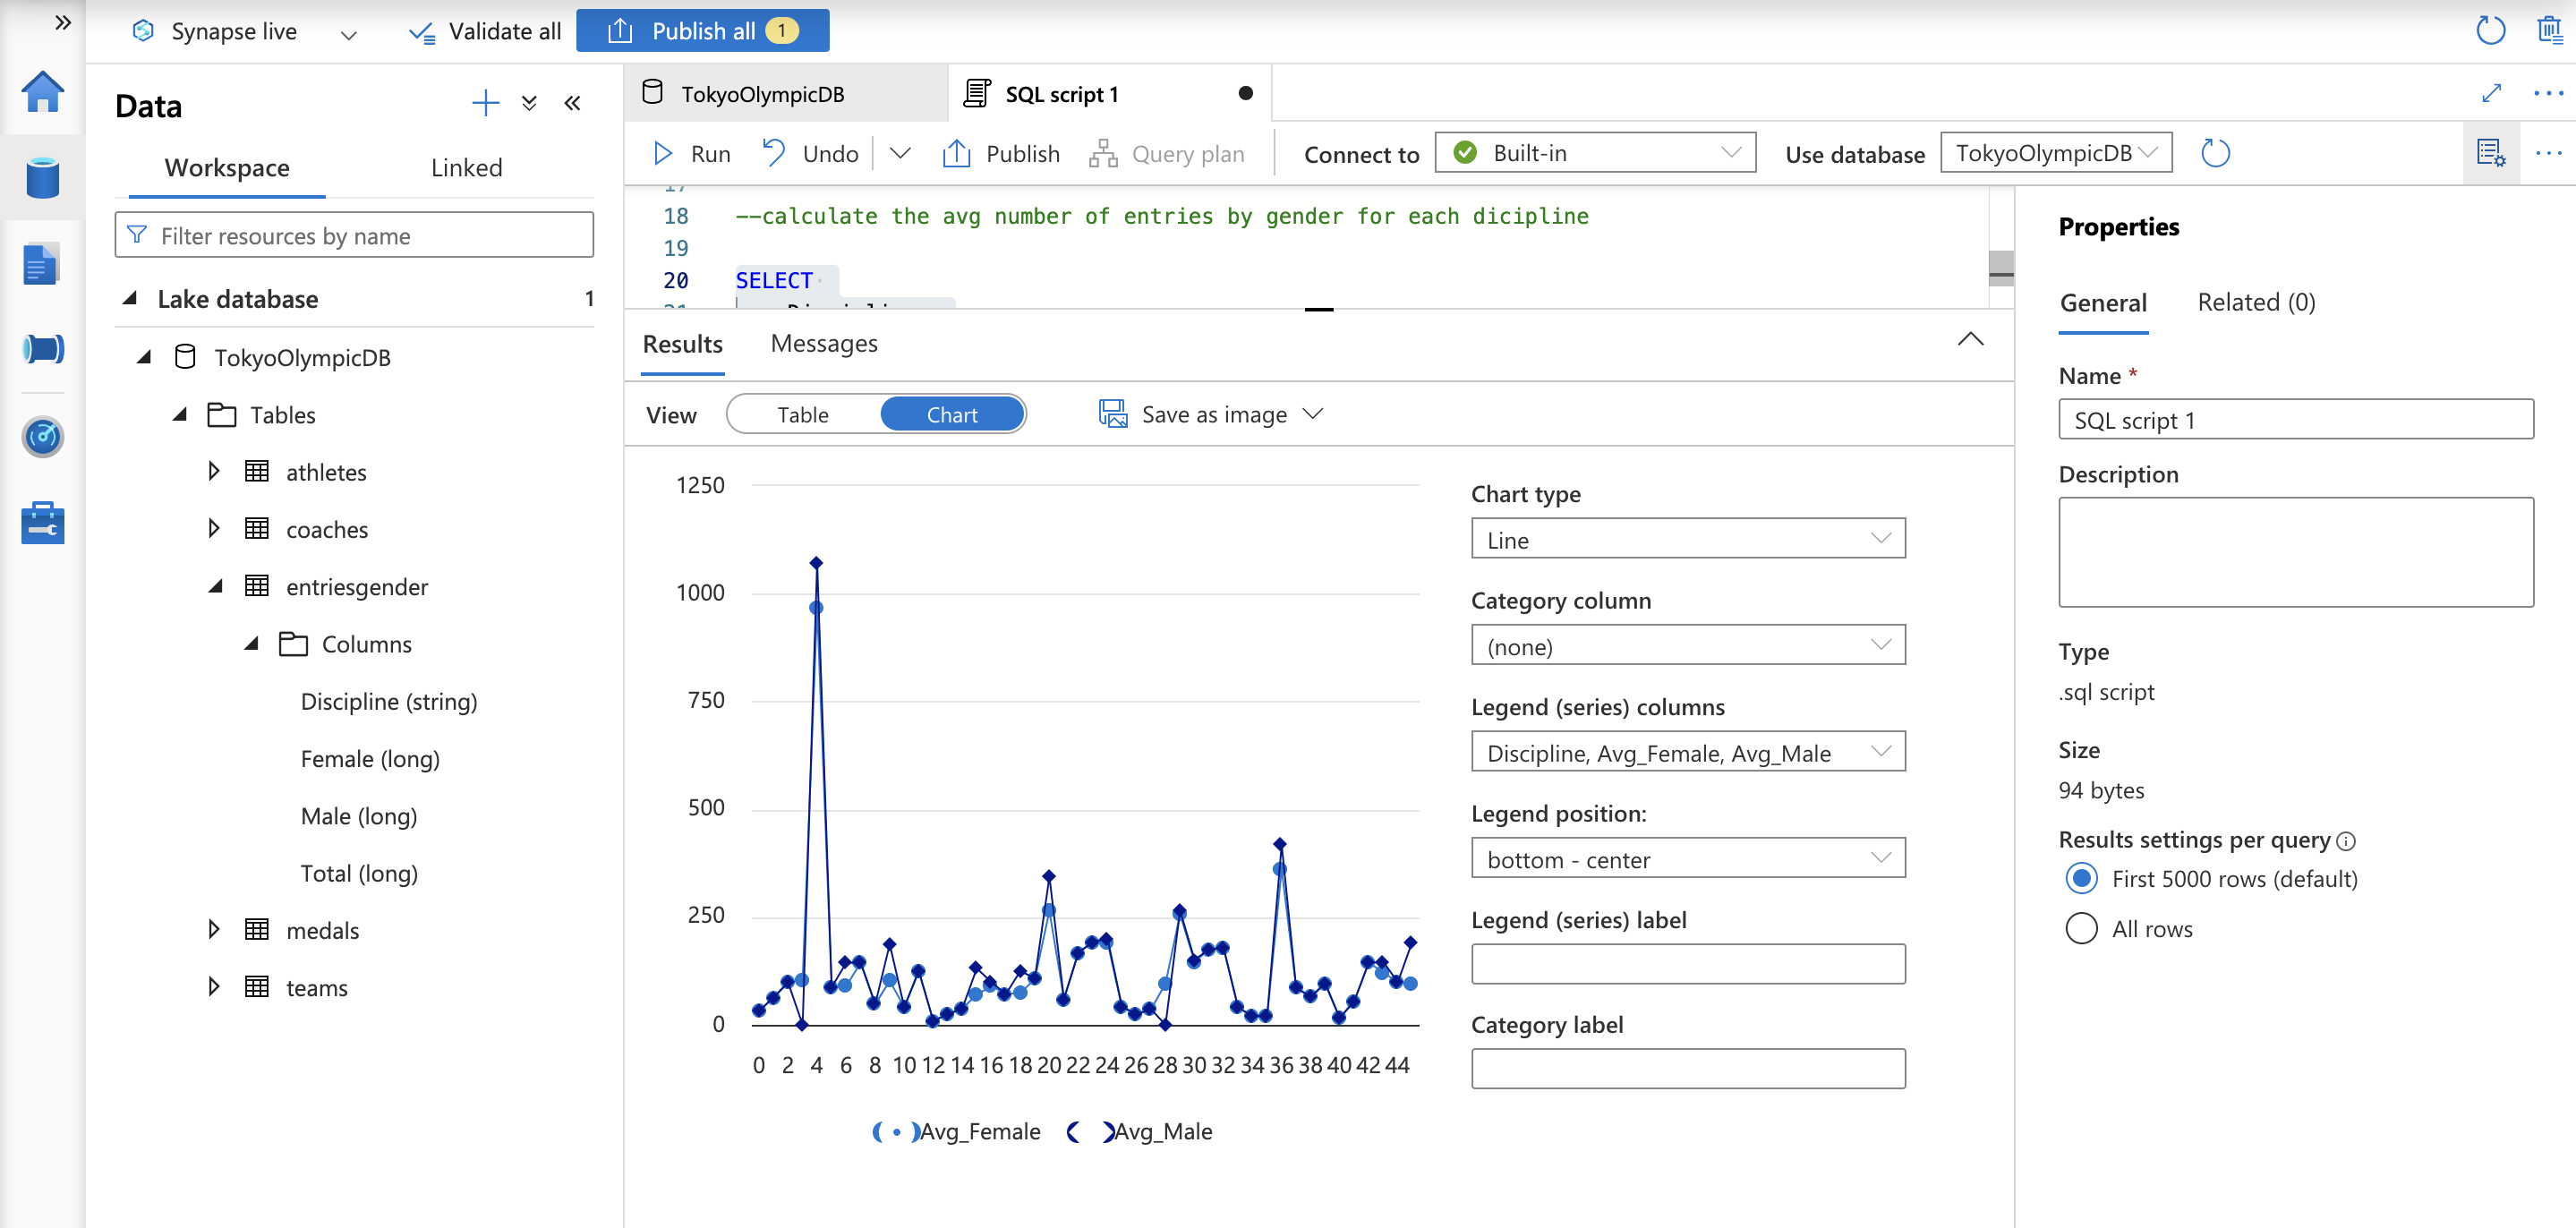 Synapse live
Validate all
Publish all 1
Data
Workspace
Linked
Filter resources by name
Lake database 1
TokyoOlympicDB
Tables
athletes
coaches
entriesgender
Columns
Discipline (string)
Female (long)
Male (long)
Total (long)
medals
teams
TokyoOlympicDB
SQL script 1
Run
Undo
Publish
Query plan
Connect to
Built-in
Use database
TokyoOlympicDB
17
18 --calculate the avg number of entries by gender for each dicipline
19
20 SELECT
Results
Messages
View
Table
Chart
Save as image
1250
1000
750
500
250
0
0 2 4 6 8 10 12 14 16 18 20 22 24 26 28 30 32 34 36 38 40 42 44
Avg_Female Avg_Male
Chart type
Line
Category column
(none)
Legend (series) columns
Discipline, Avg_Female, Avg_Male
Legend position:
bottom - center
Legend (series) label
Category label
Properties
General
Related (0)
Name *
SQL script 1
Description
Type
.sql script
Size
94 bytes
Results settings per query
First 5000 rows (default)
All rows